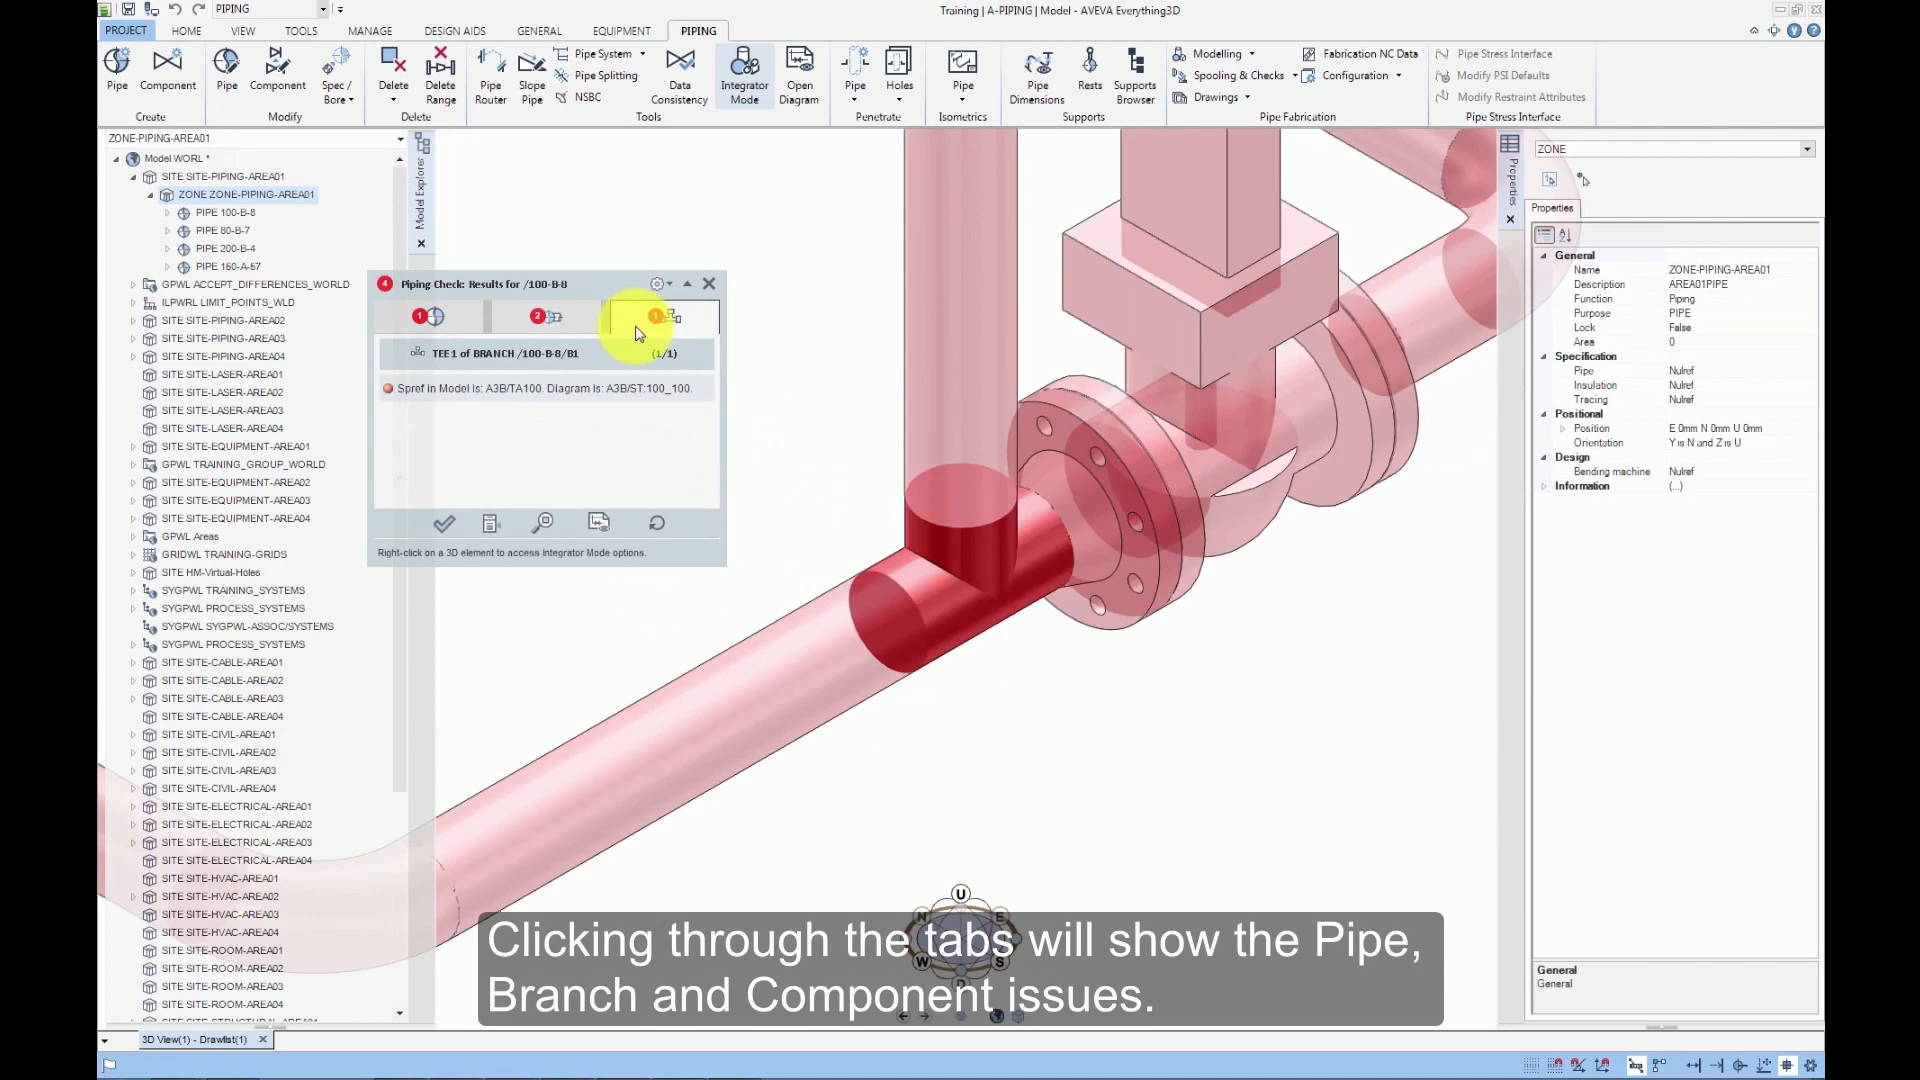 PIPING
Training | A-PIPING | Model - AVEVA Everything3D
PROJECT HOME VIEW TOOLS MANAGE DESIGN AIDS GENERAL EQUIPMENT PIPING
Pipe Component
Create
Pipe Component Spec / Bore
Modify
Delete Delete Range
Delete
Pipe Router Slope Pipe Pipe System Pipe Splitting NSBC Data Consistency Integrator Mode Open Diagram
Tools
Pipe Holes
Penetrate
Pipe
Isometrics
Pipe Dimensions Rests Supports Browser
Supports
Modelling Fabrication NC Data
Spooling & Checks Configuration
Drawings
Pipe Fabrication
Pipe Stress Interface
Modify PSI Defaults
Modify Restraint Attributes
Pipe Stress Interface
ZONE-PIPING-AREA01
Model WORL *
SITE SITE-PIPING-AREA01
ZONE ZONE-PIPING-AREA01
PIPE 100-B-8
PIPE 80-B-7
PIPE 200-B-4
PIPE 150-A-57
GPWL ACCEPT_DIFFERENCES_WORLD
ILPWRL LIMIT_POINTS_WLD
SITE SITE-PIPING-AREA02
SITE SITE-PIPING-AREA03
SITE SITE-PIPING-AREA04
SITE SITE-LASER-AREA01
SITE SITE-LASER-AREA02
SITE SITE-LASER-AREA03
SITE SITE-LASER-AREA04
SITE SITE-EQUIPMENT-AREA01
GPWL TRAINING_GROUP_WORLD
SITE SITE-EQUIPMENT-AREA02
SITE SITE-EQUIPMENT-AREA03
SITE SITE-EQUIPMENT-AREA04
GPWL Areas
GRIDWL TRAINING-GRIDS
SITE HM-Virtual-Holes
SYGPWL TRAINING_SYSTEMS
SYGPWL PROCESS_SYSTEMS
SYGPWL SYGPWL-ASSOC/SYSTEMS
SYGPWL PROCESS_SYSTEMS
SITE SITE-CABLE-AREA01
SITE SITE-CABLE-AREA02
SITE SITE-CABLE-AREA03
SITE SITE-CABLE-AREA04
SITE SITE-CIVIL-AREA01
SITE SITE-CIVIL-AREA02
SITE SITE-CIVIL-AREA03
SITE SITE-CIVIL-AREA04
SITE SITE-ELECTRICAL-AREA01
SITE SITE-ELECTRICAL-AREA02
SITE SITE-ELECTRICAL-AREA03
SITE SITE-ELECTRICAL-AREA04
SITE SITE-HVAC-AREA01
SITE SITE-HVAC-AREA02
SITE SITE-HVAC-AREA03
SITE SITE-HVAC-AREA04
SITE SITE-ROOM-AREA01
SITE SITE-ROOM-AREA02
SITE SITE-ROOM-AREA03
SITE SITE-ROOM-AREA04
Model Explorer
4 Piping Check: Results for /100-B-8
1 2 1
TEE 1 of BRANCH /100-B-8/B1 (1/1)
Spref in Model is: A3B/TA100. Diagram is: A3B/ST:100_100.
Right-click on a 3D element to access Integrator Mode options.
U
N E
W S
Clicking through the tabs will show the Pipe,
Branch and Component issues.
Properties
ZONE
Properties
General
Name ZONE-PIPING-AREA01
Description AREA01PIPE
Function Piping
Purpose PIPE
Lock False
Area 0
Specification
Pipe Nulref
Insulation Nulref
Tracing Nulref
Positional
Position E 0mm N 0mm U 0mm
Orientation Y is N and Z is U
Design
Bending machine Nulref
Information (...)
General
General
3D View(1) - Drawlist(1)